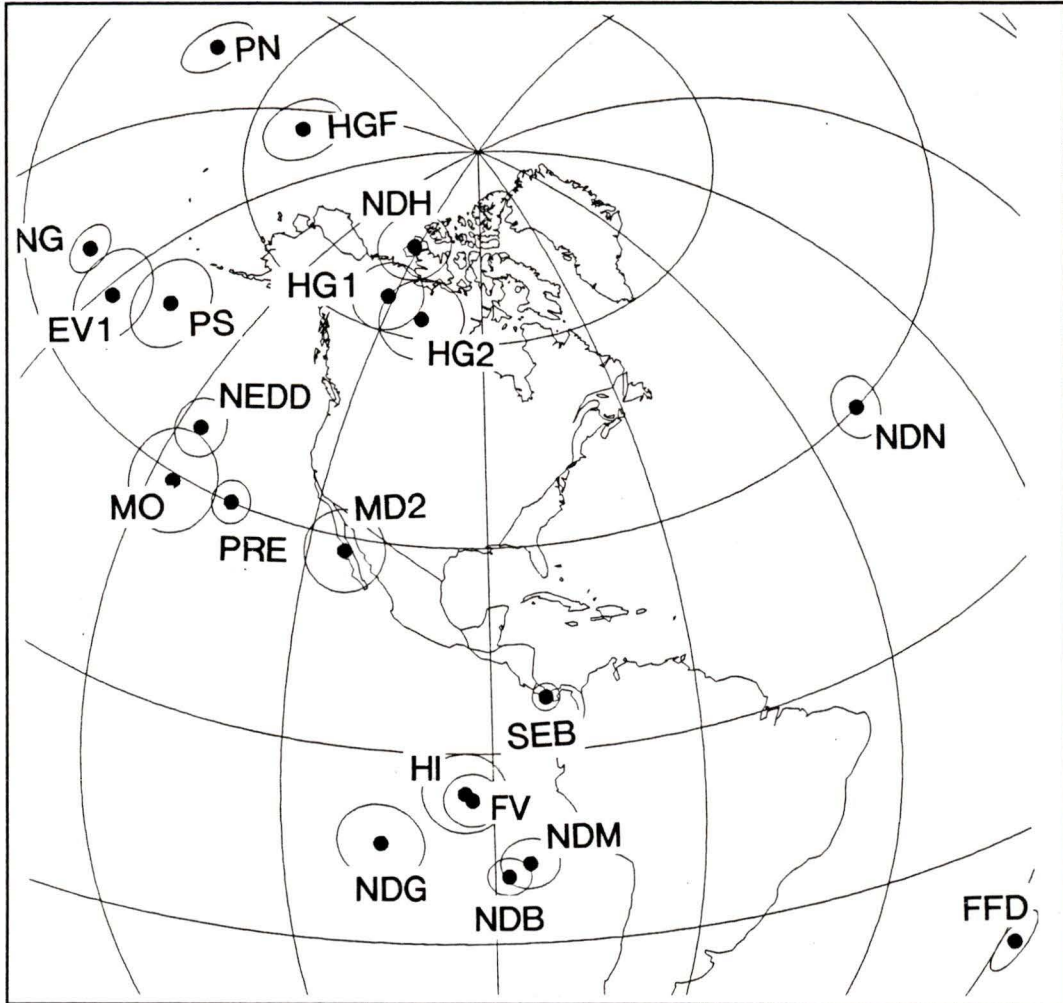 PN
HGF
NDH
NG
HG1
EV1
PS
HG2
NEDD
NDN
MO
MD2
PRE
SEB
HI
FV
NDM
NDG
NDB
FFD